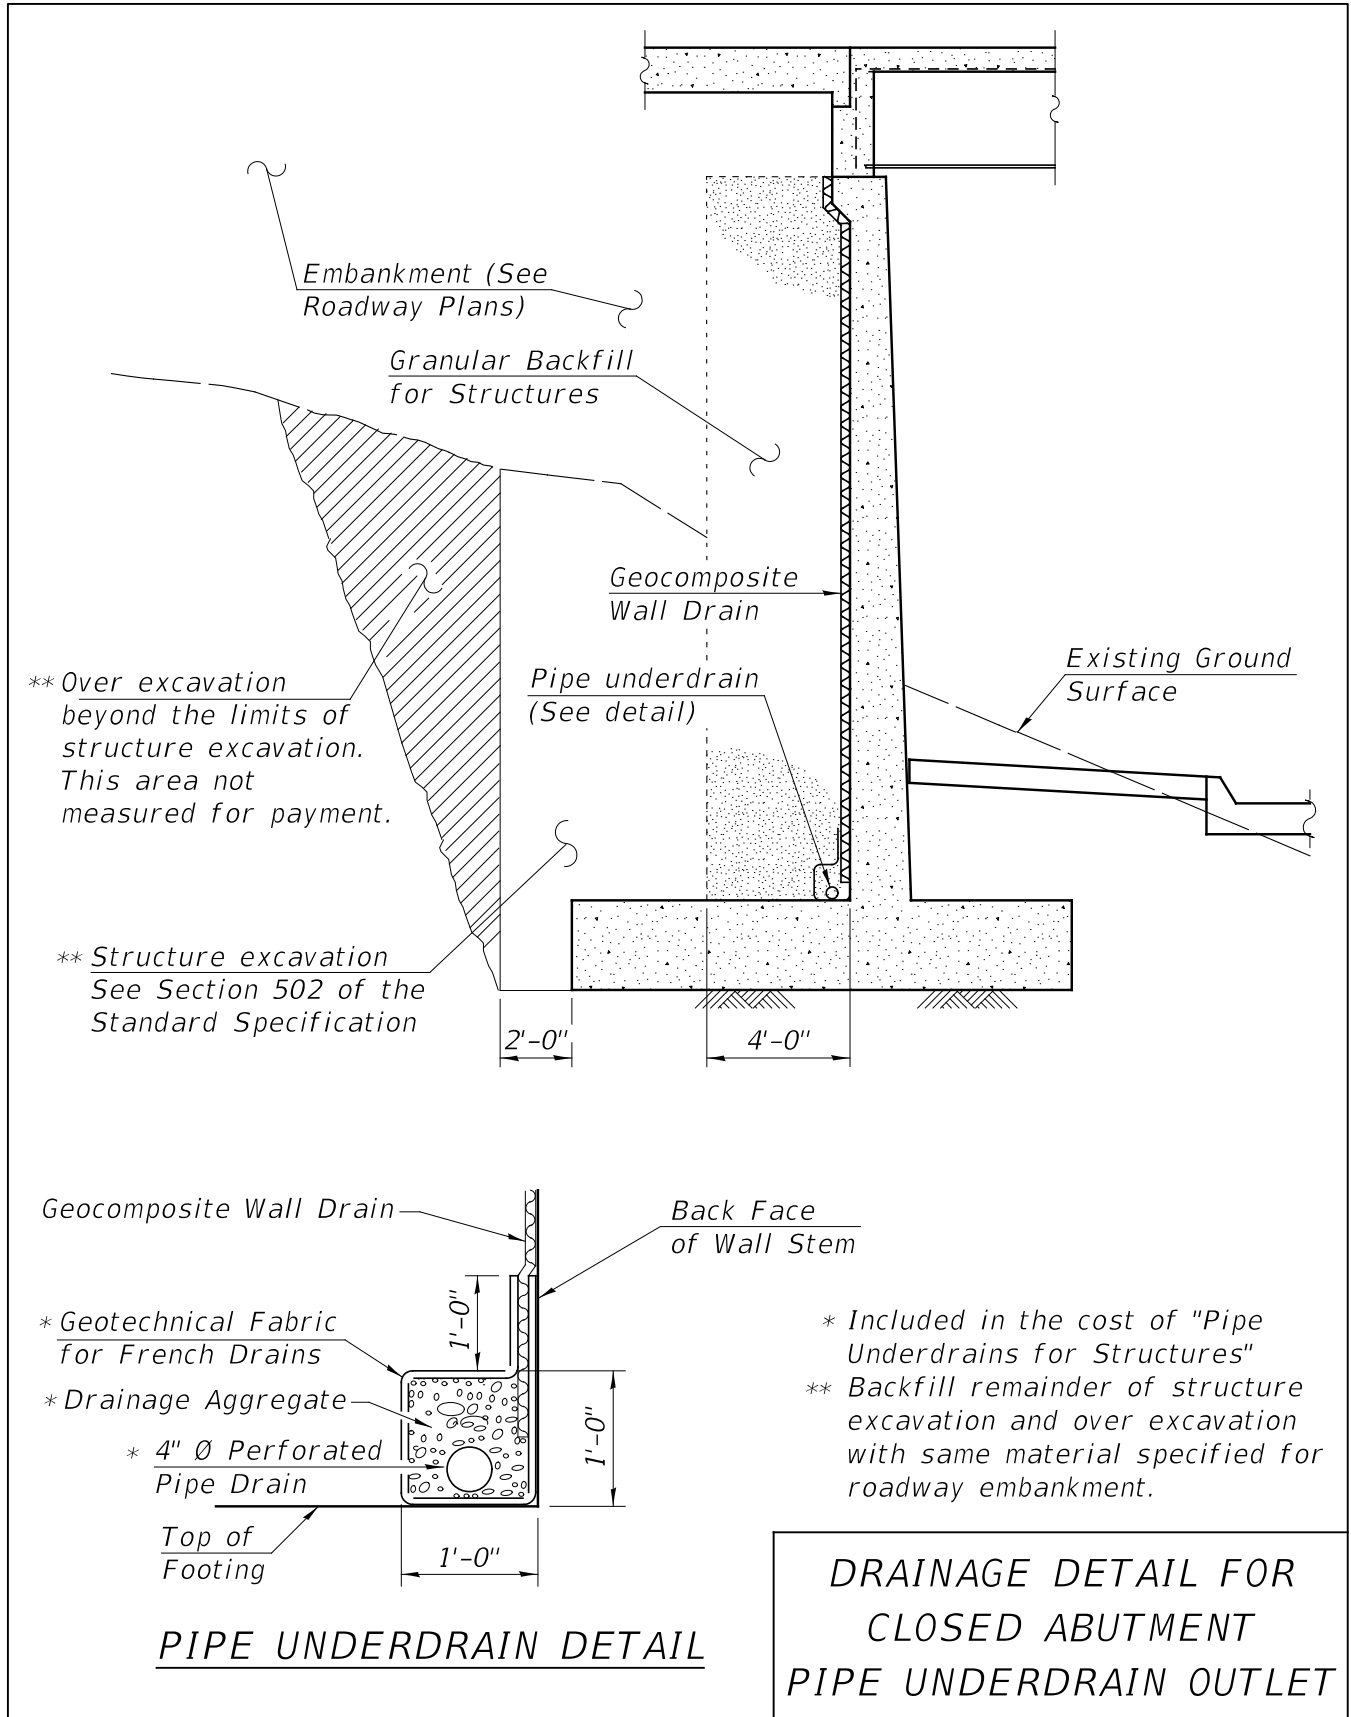 Embankment (See
Roadway Plans)
Granular Backfill
for Structures
Geocomposite
Wall Drain
Existing Ground
Surface
Pipe underdrain
(See detail)
** Over excavation
beyond the limits of
structure excavation.
This area not
measured for payment.
** Structure excavation
See Section 502 of the
Standard Specification
2'-0"
4'-0"
Geocomposite Wall Drain
Back Face
of Wall Stem
1'-0"
* Geotechnical Fabric
for French Drains
* Drainage Aggregate
* 4" Ø Perforated
Pipe Drain
1'-0"
Top of
Footing
1'-0"
* Included in the cost of "Pipe
Underdrains for Structures"
** Backfill remainder of structure
excavation and over excavation
with same material specified for
roadway embankment.
PIPE UNDERDRAIN DETAIL
DRAINAGE DETAIL FOR
CLOSED ABUTMENT
PIPE UNDERDRAIN OUTLET